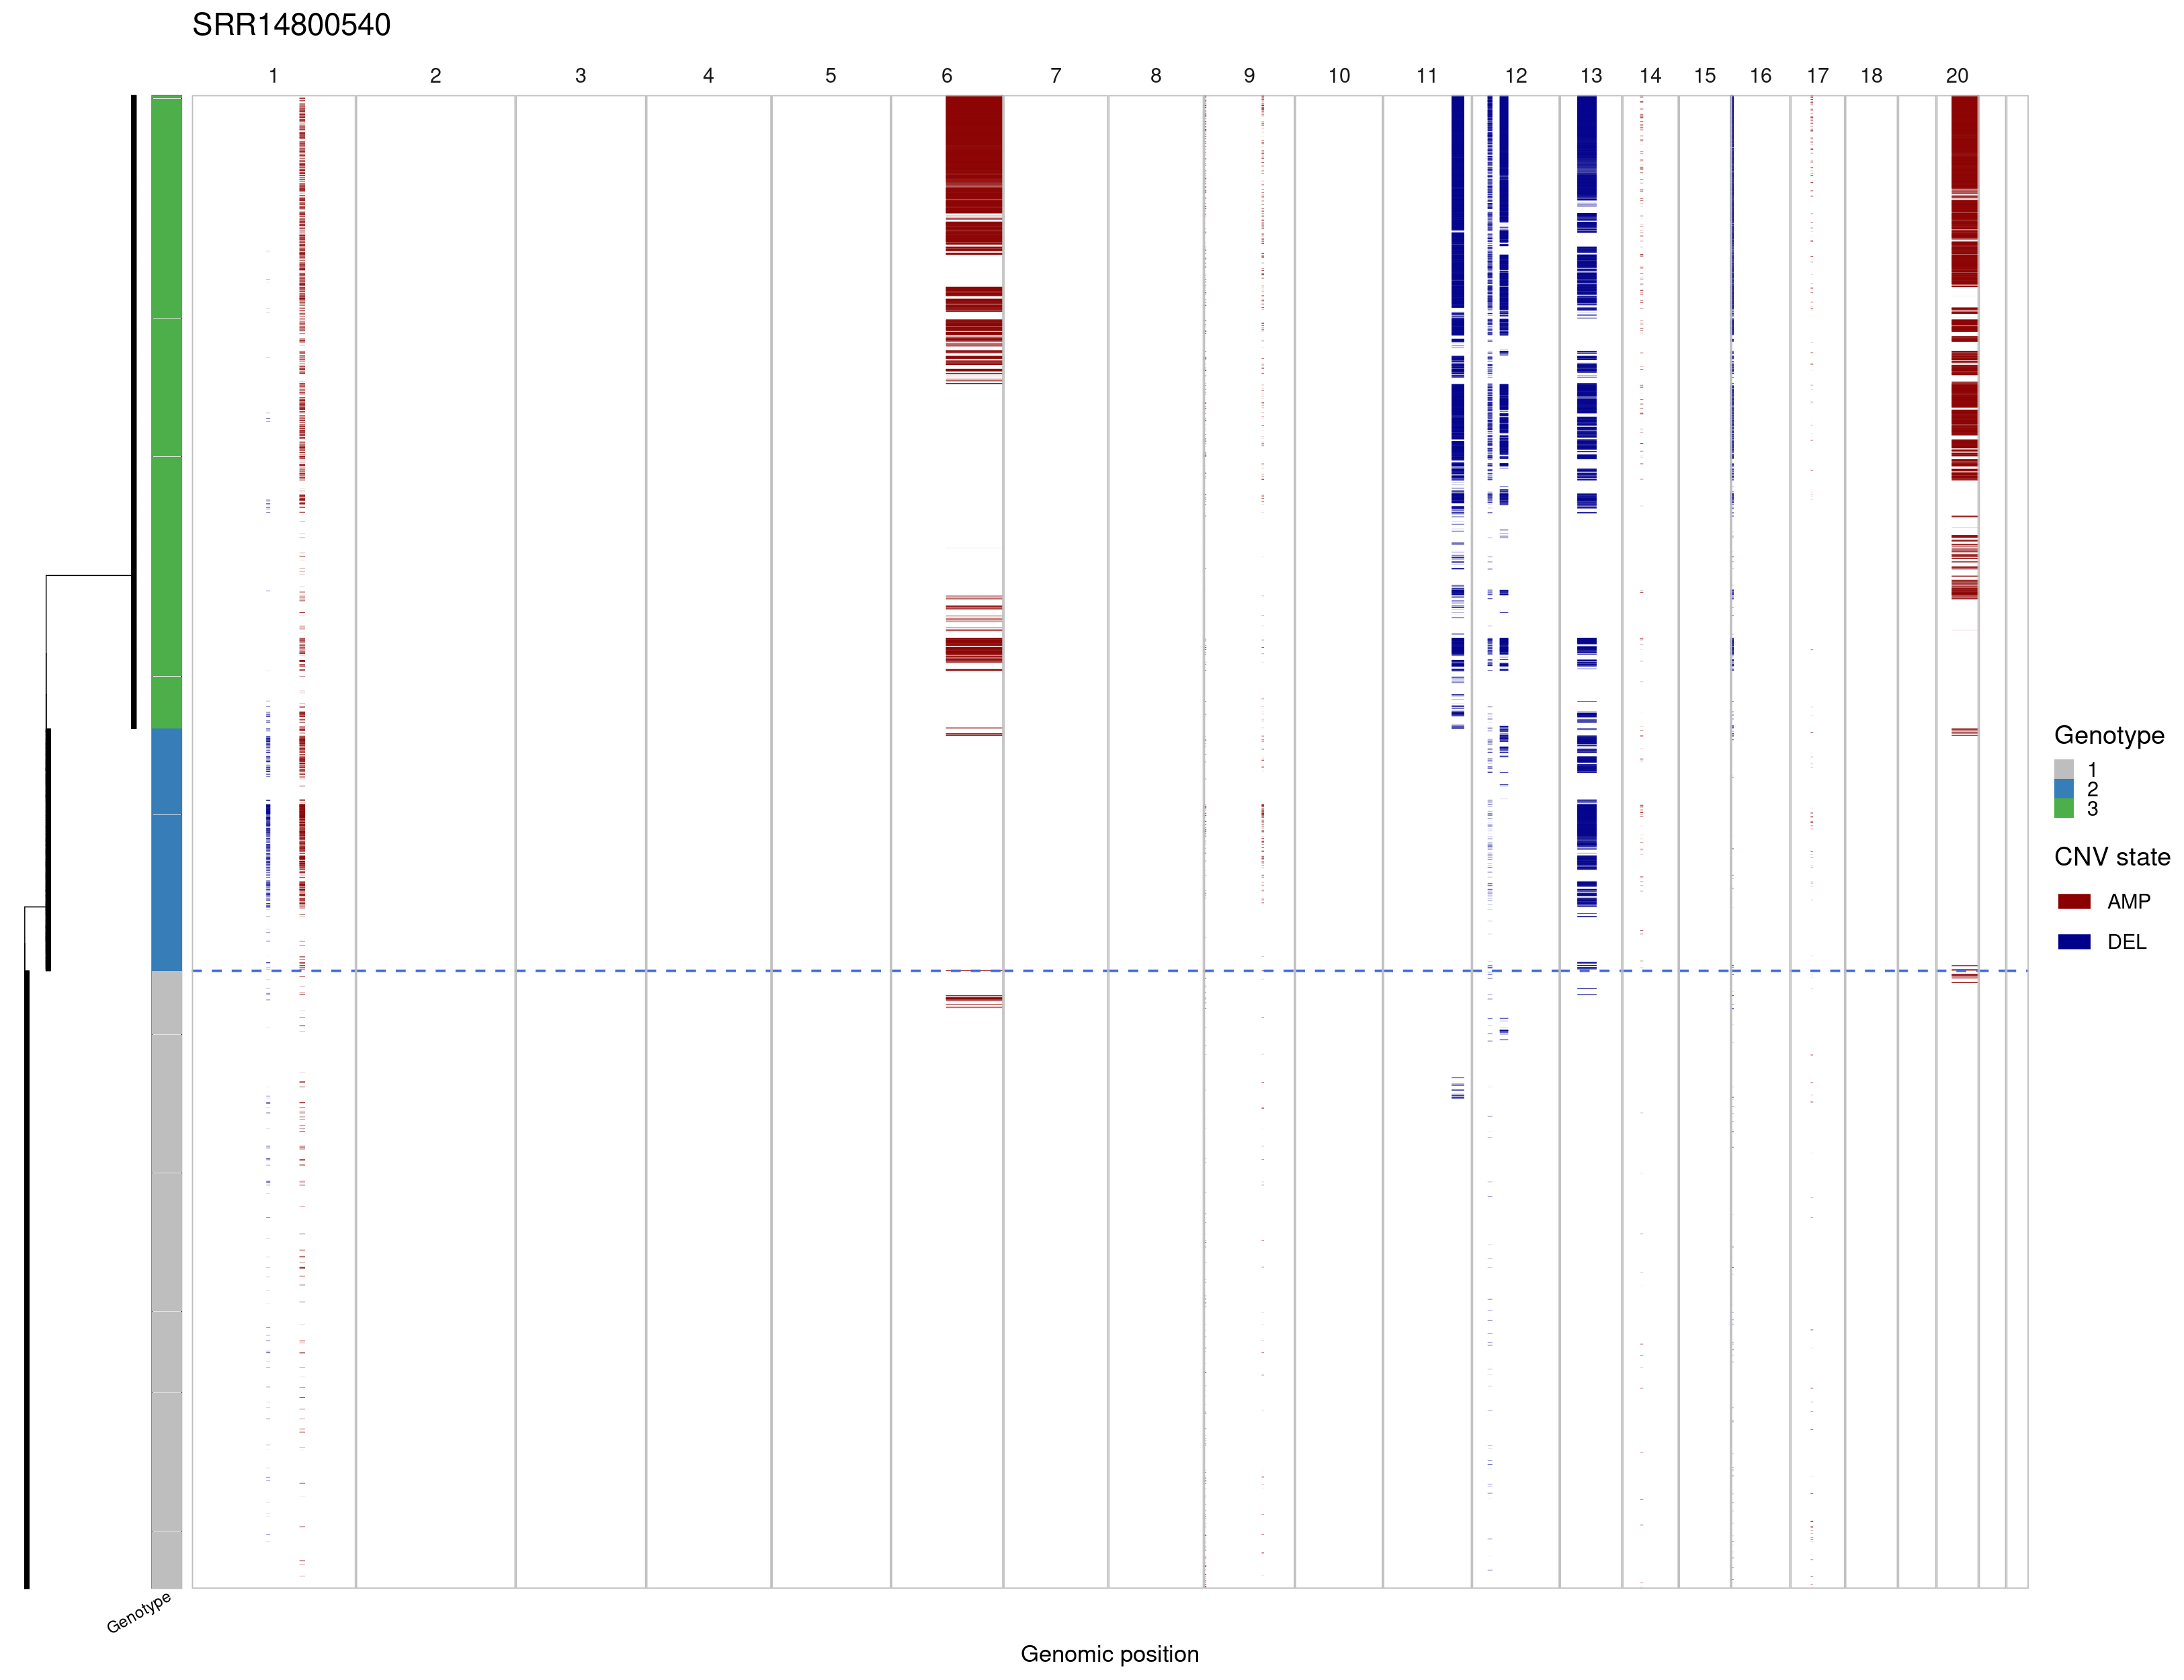 SRR14800540
1 2 3 4 5 6 7 8 9 10 11 12 13 14 15 16 17 18 20
Genotype
1
2
3
CNV state
AMP
DEL
Genotype
Genomic position